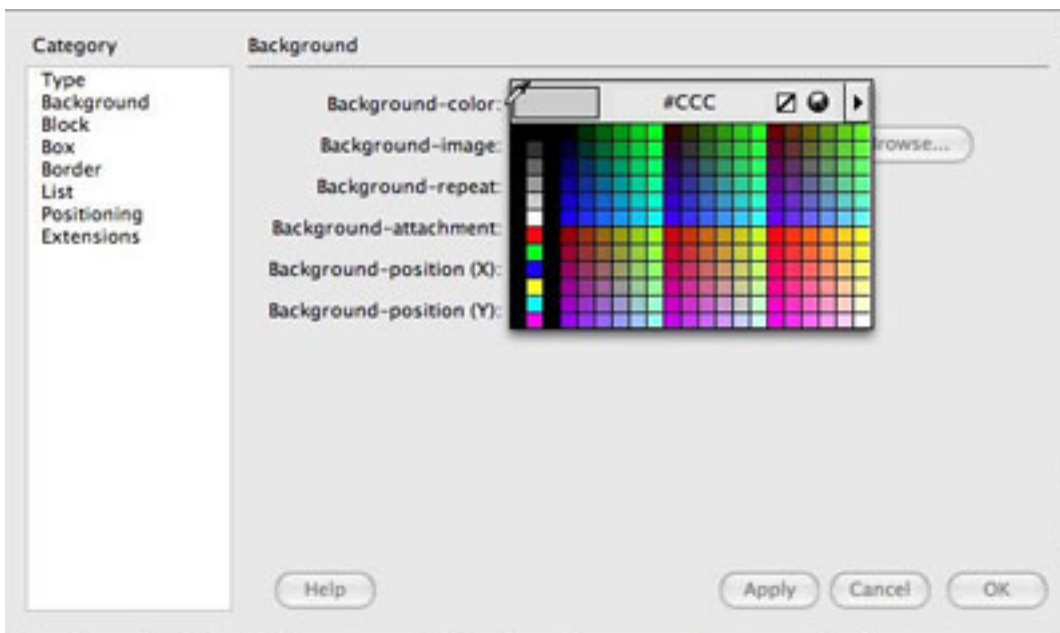 Category
Type
Background
Block
Box
Border
List
Positioning
Extensions
Background
Background-color:
#CCC
Background-image:
rowse...
Background-repeat:
Background-attachment:
Background-position (X):
Background-position (Y):
Help
Apply
Cancel
OK